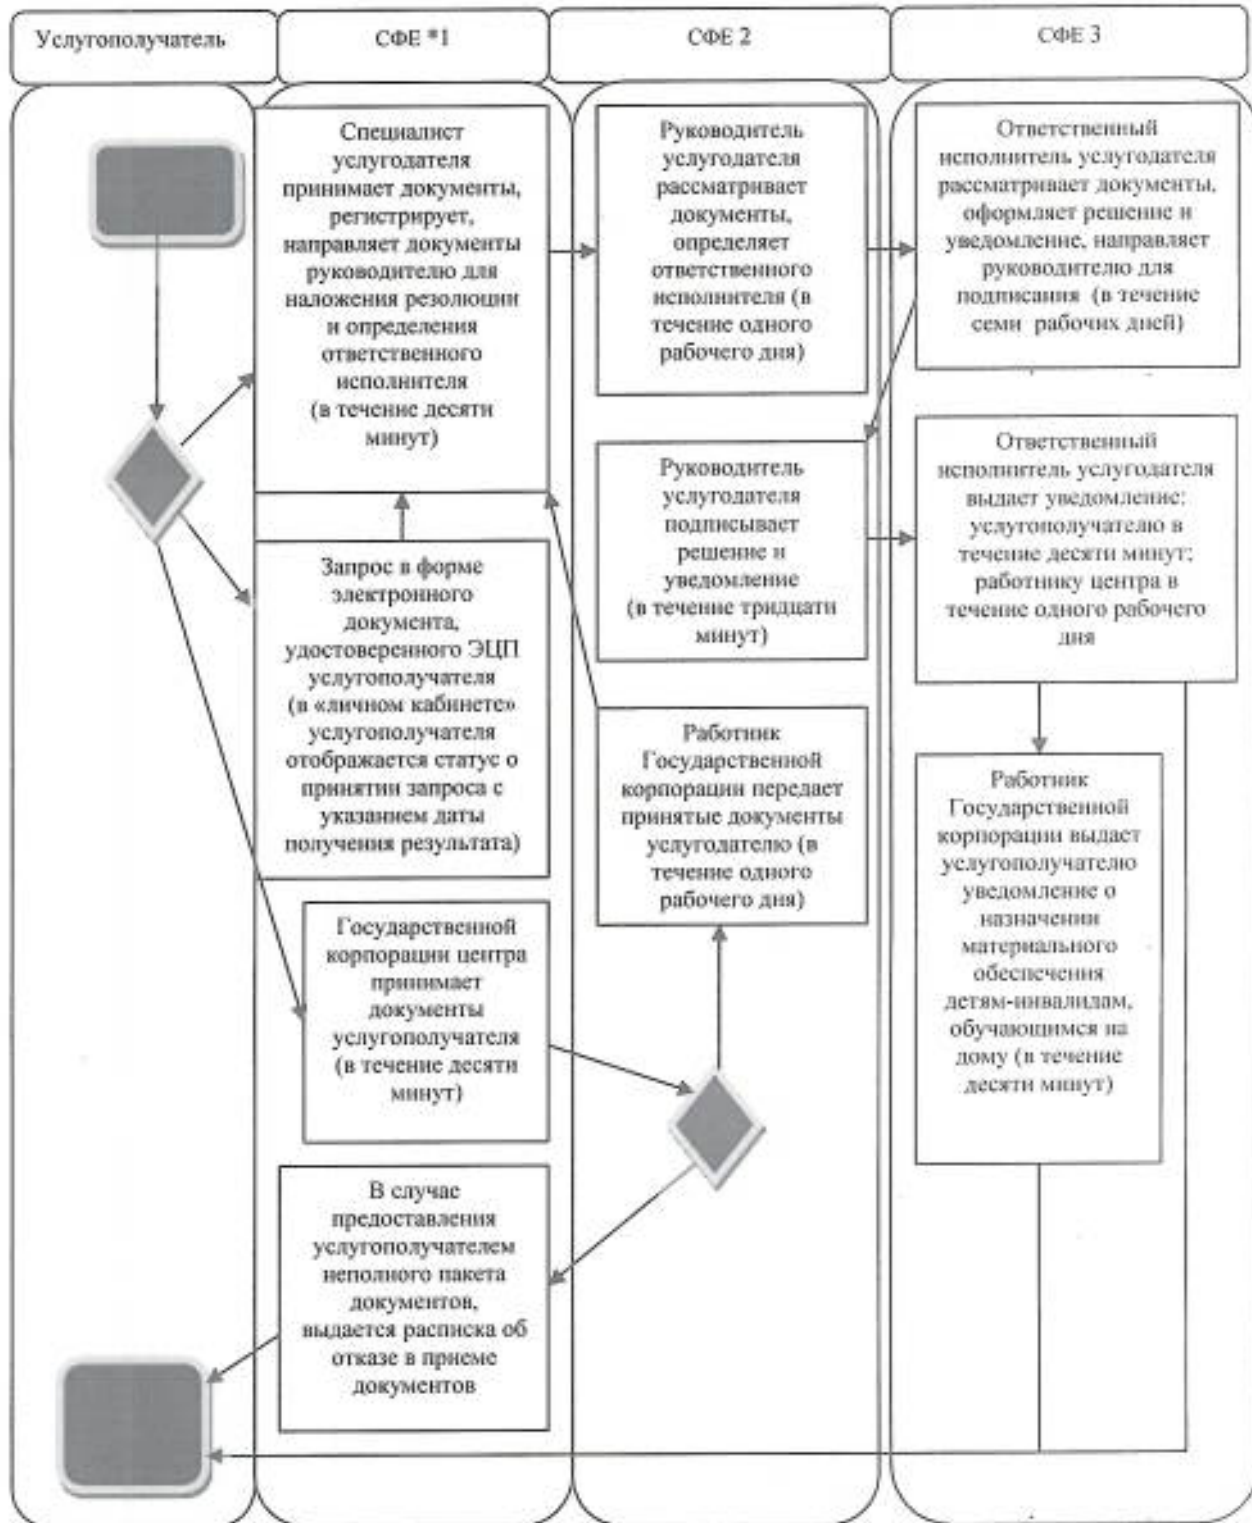 Услугополучатель
СФЕ *1
СФЕ 2
СФЕ 3
Специалист
услугодателя
принимает документы,
регистрирует,
направляет документы
руководителю для
наложения резолюции
и определения
ответственного
исполнителя
(в течение десяти
минут)
Руководитель
услугодателя
рассматривает
документы,
определяет
ответственного
исполнителя (в
течение одного
рабочего дня)
Ответственный
исполнитель услугодателя
рассматривает документы,
оформляет решение и
уведомление, направляет
руководителю для
подписания (в течение
семи рабочих дней)
Запрос в форме
электронного
документа,
удостоверенного ЭЦП
услугополучателя
(в «личном кабинете»
услугополучателя
отображается статус о
принятии запроса с
указанием даты
получения результата)
Руководитель
услугодателя
подписывает
решение и
уведомление
(в течение тридцати
минут)
Ответственный
исполнитель услугодателя
выдает уведомление:
услугополучателю в
течение десяти минут;
работнику центра в
течение одного рабочего
дня
Работник
Государственной
корпорации передает
принятые документы
услугодателю (в
течение одного
рабочего дня)
Работник
Государственной
корпорации выдает
услугополучателю
уведомление о
назначении
материального
обеспечения
детям-инвалидам,
обучающимся на
дому (в течение
десяти минут)
Государственной
корпорации центра
принимает
документы
услугополучателя
(в течение десяти
минут)
В случае
предоставления
услугополучателем
неполного пакета
документов,
выдается расписка об
отказе в приеме
документов